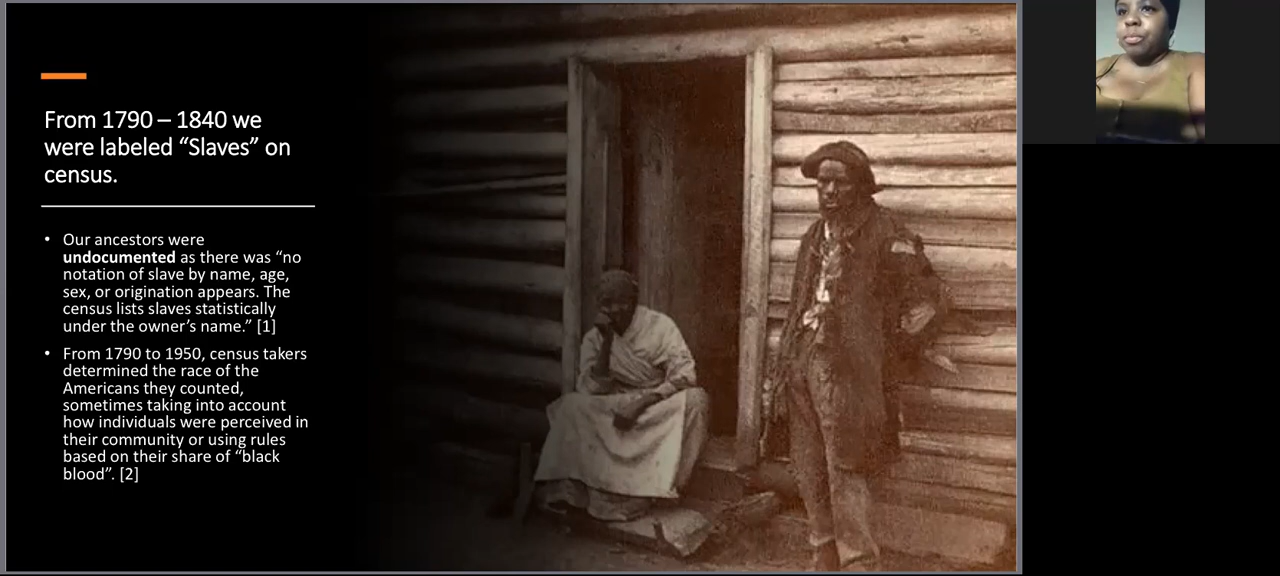 From 1790 – 1840 we
were labeled “Slaves” on
census.
• Our ancestors were
undocumented as there was “no
notation of slave by name, age,
sex, or origination appears. The
census lists slaves statistically
under the owner’s name.” [1]
• From 1790 to 1950, census takers
determined the race of the
Americans they counted,
sometimes taking into account
how individuals were perceived in
their community or using rules
based on their share of “black
blood”. [2]